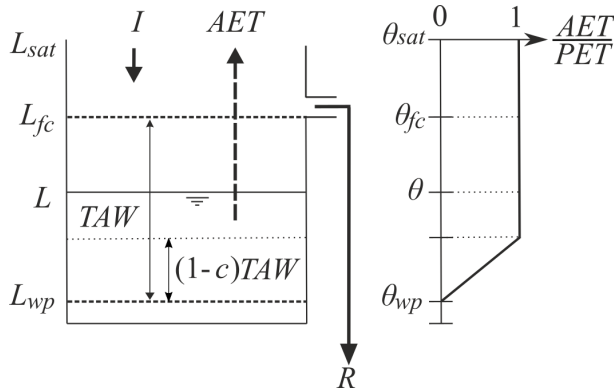 I
AET
0
1
L_sat
θ_sat
AET
PET
L_fc
θ_fc
L
θ
TAW
(1-c)TAW
L_wp
θ_wp
R